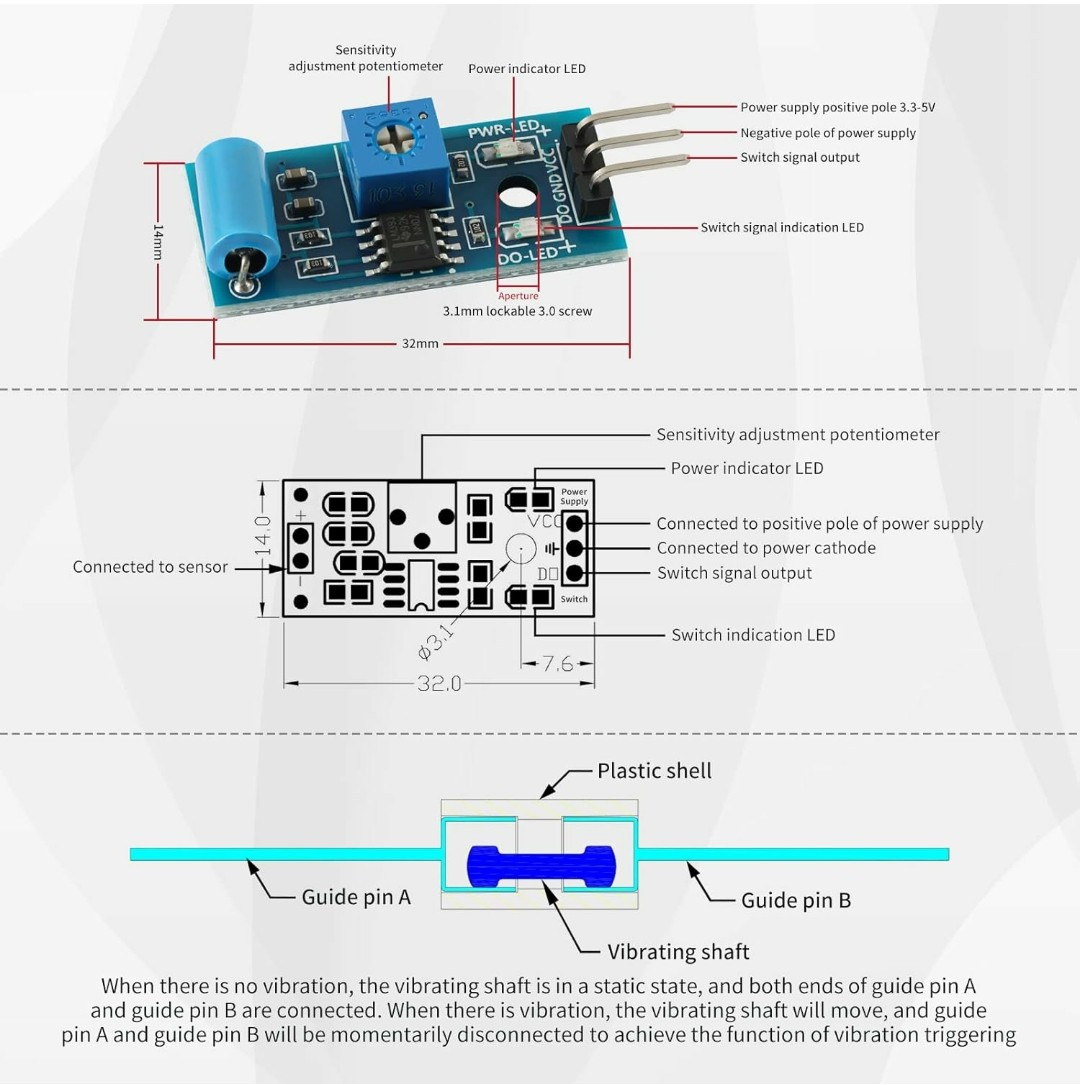 Sensitivity
adjustment potentiometer
Power indicator LED
Power supply positive pole 3.3-5V
Negative pole of power supply
Switch signal output
PWR-LED+
DO GND VCC
103
103
Switch signal indication LED
DO-LED+
14mm
Aperture
3.1mm lockable 3.0 screw
32mm
Sensitivity adjustment potentiometer
Power indicator LED
Power
Supply
+
VCC
Connected to positive pole of power supply
14.0
Connected to power cathode
Connected to sensor
DO
Switch signal output
-
Switch
Φ3.1
Switch indication LED
7.6
32.0
Plastic shell
Guide pin A
Guide pin B
Vibrating shaft
When there is no vibration, the vibrating shaft is in a static state, and both ends of guide pin A
and guide pin B are connected. When there is vibration, the vibrating shaft will move, and guide
pin A and guide pin B will be momentarily disconnected to achieve the function of vibration triggering